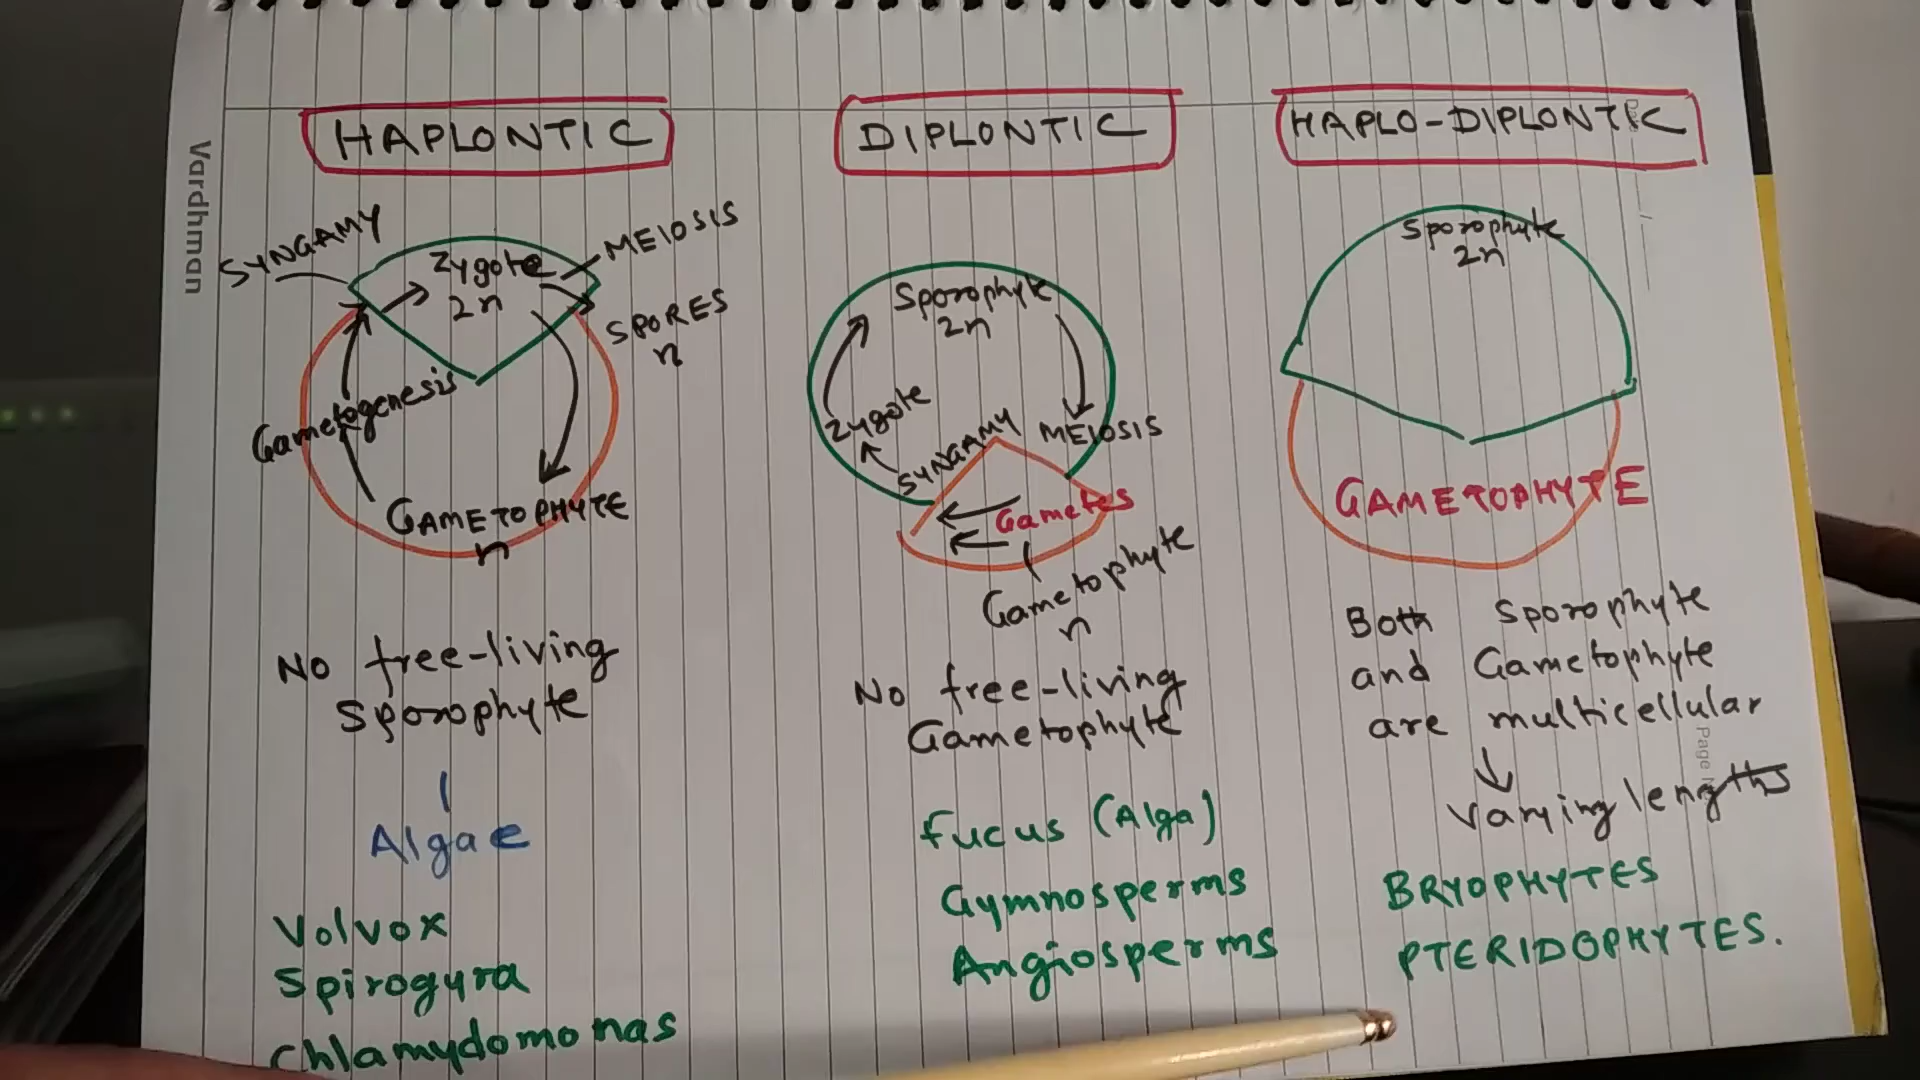 Vardhman
HAPLONTIC
SYNGAMY
Zygote
2n
MEIOSIS
SPORES
n
Gametogenesis
GAMETOPHYTE
n
No free-living
Sporophyte
Algae
Volvox
Spirogyra
Chlamydomonas
DIPLONTIC
Sporophyte
2n
Zygote
SYNGAMY
MEIOSIS
Gametes
Gametophyte
n
No free-living
Gametophyte
Fucus (Alga)
Gymnosperms
Angiosperms
HAPLO-DIPLONTIC
Sporophyte
2n
GAMETOPHYTE
Both Sporophyte
and Gametophyte
are multicellular
Varying lengths
BRYOPHYTES
PTERIDOPHYTES.
Page